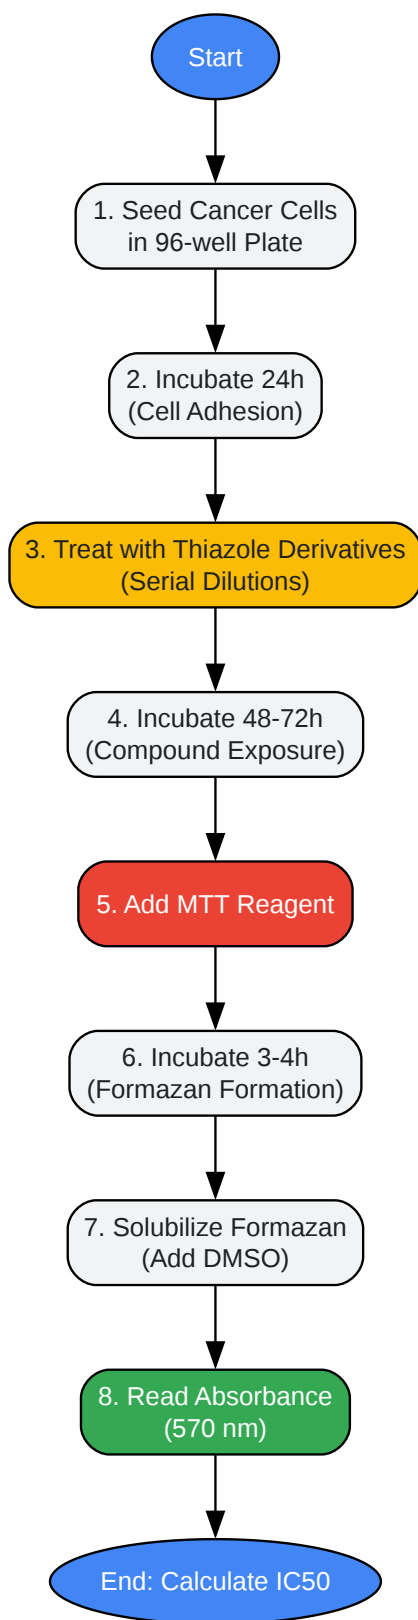 Start
1. Seed Cancer Cells
in 96-well Plate
2. Incubate 24h
(Cell Adhesion)
3. Treat with Thiazole Derivatives
(Serial Dilutions)
4. Incubate 48-72h
(Compound Exposure)
5. Add MTT Reagent
6. Incubate 3-4h
(Formazan Formation)
7. Solubilize Formazan
(Add DMSO)
8. Read Absorbance
(570 nm)
End: Calculate IC50